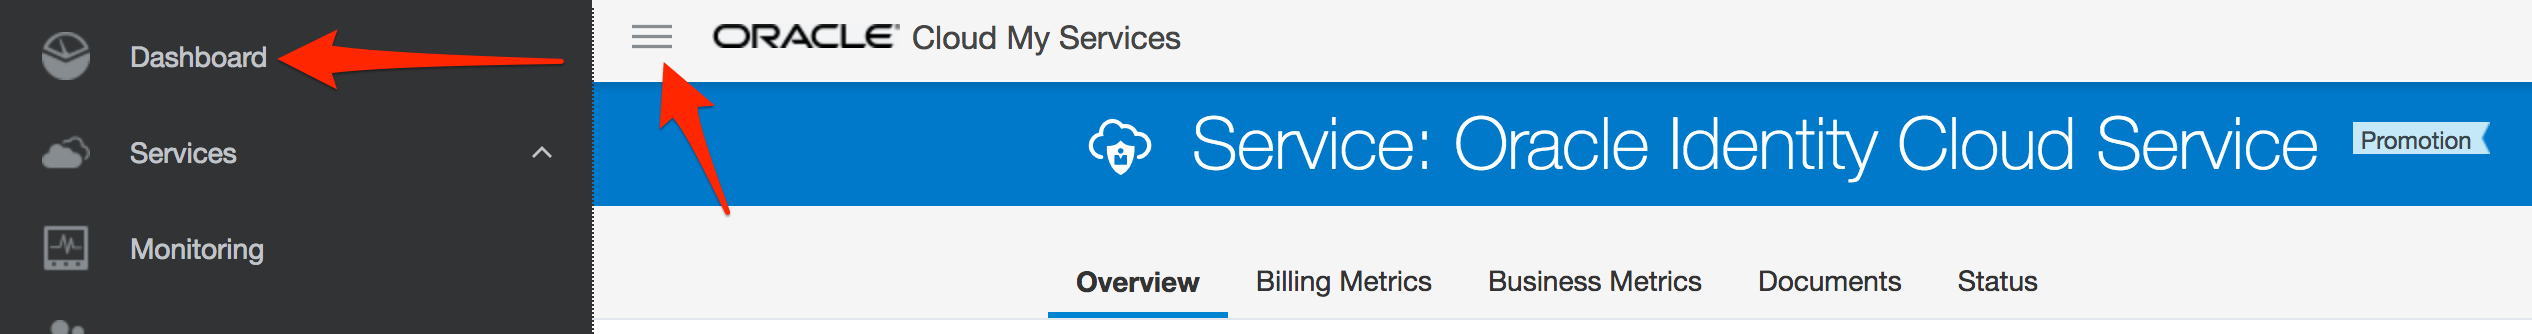 Dashboard
Services
Monitoring
ORACLE Cloud My Services
Service: Oracle Identity Cloud Service Promotion
Overview Billing Metrics Business Metrics Documents Status